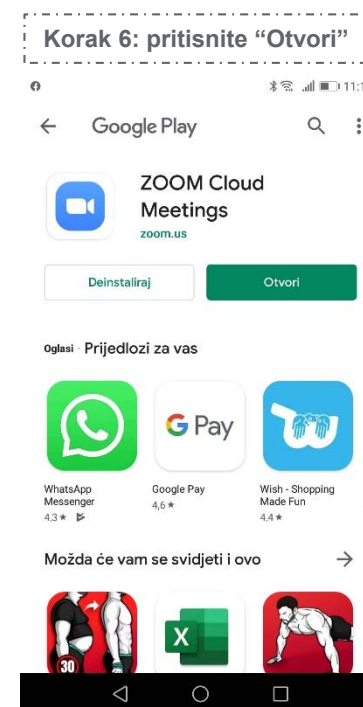 Korak 6: pritisnite “Otvori”
11:1
Google Play
ZOOM Cloud
Meetings
zoom.us
Deinstaliraj
Otvori
Oglasi · Prijedlozi za vas
G Pay
WhatsApp
Messenger
4,3 ★
Google Pay
4,6 ★
Wish - Shopping
Made Fun
4,4 ★
Možda će vam se svidjeti i ovo
30
X